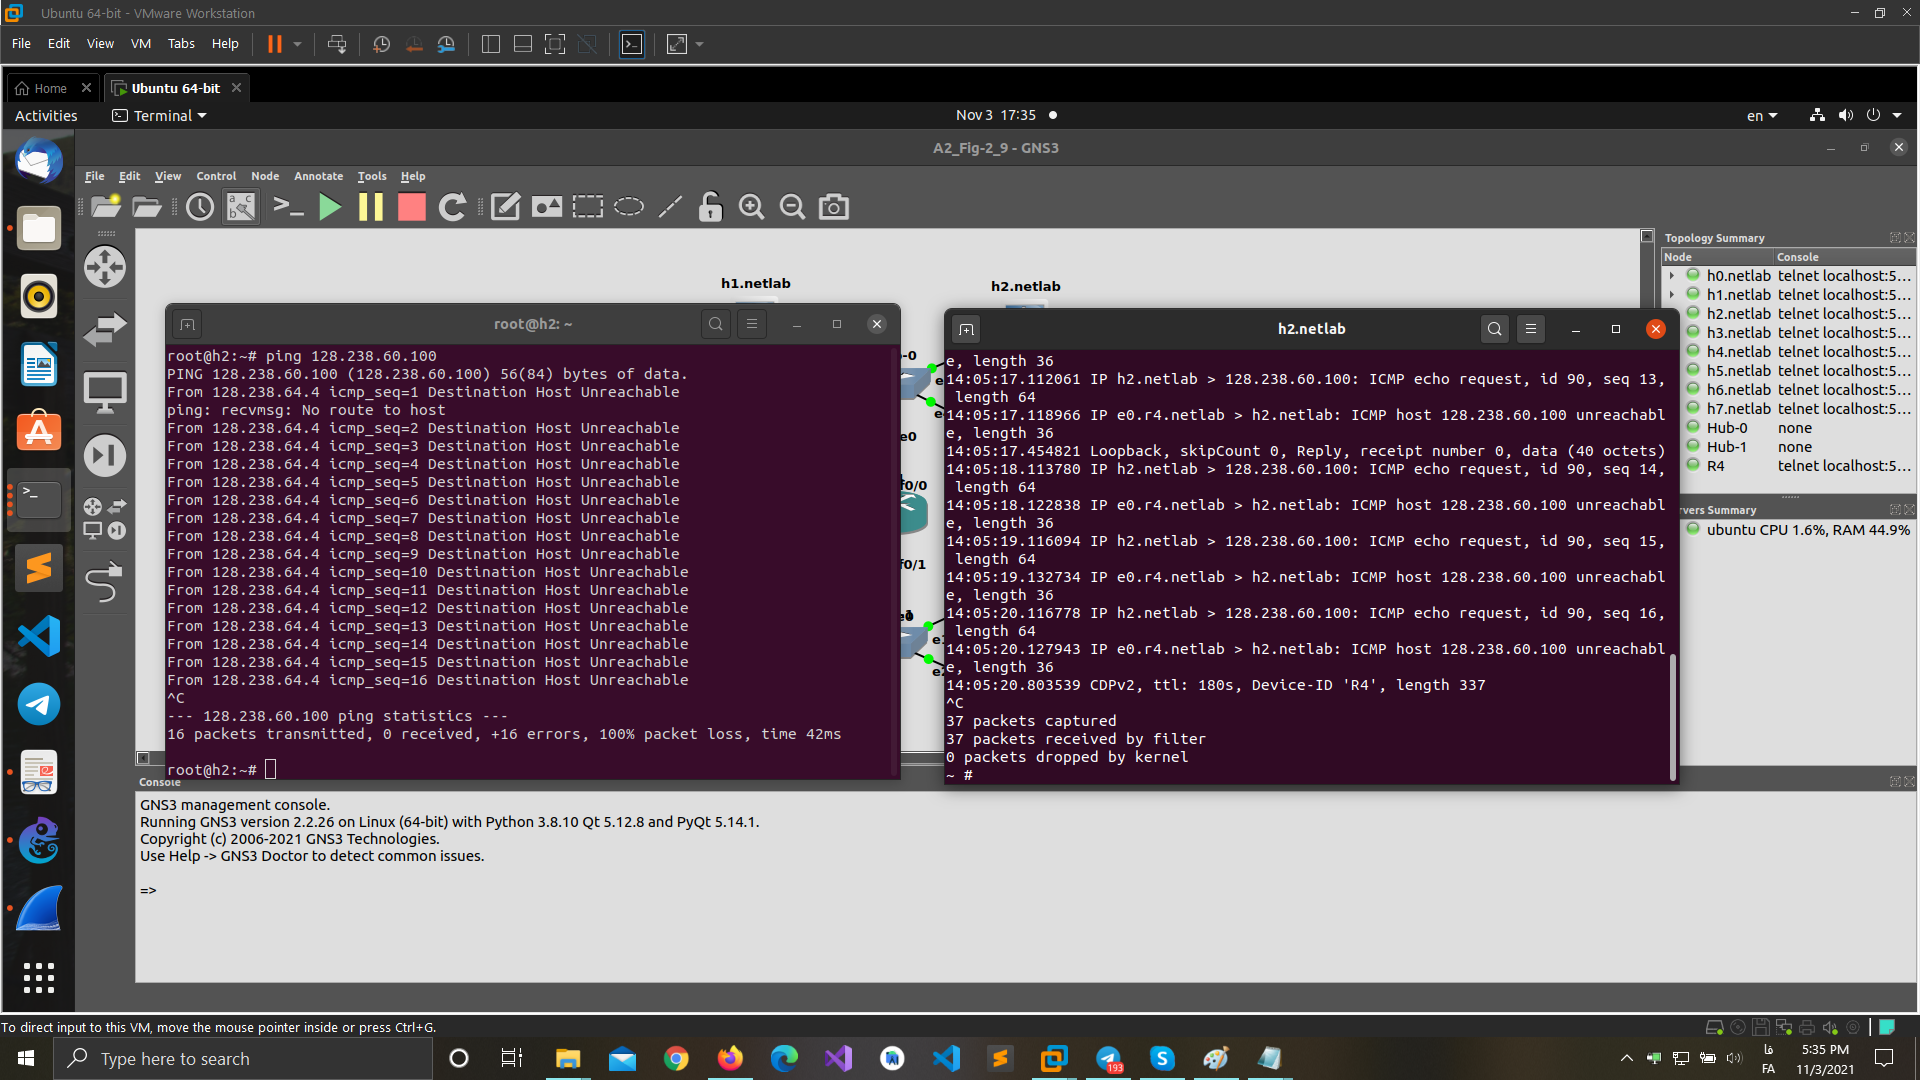 Ubuntu 64-bit - VMware Workstation
File Edit View VM Tabs Help
Home
Ubuntu 64-bit
Activities
Terminal
Nov 3 17:35
en
A2_Fig-2_9 - GNS3
File Edit View Control Node Annotate Tools Help
h1.netlab
h2.netlab
root@h2: ~
root@h2:~# ping 128.238.60.100
PING 128.238.60.100 (128.238.60.100) 56(84) bytes of data.
From 128.238.64.4 icmp_seq=1 Destination Host Unreachable
ping: recvmsg: No route to host
From 128.238.64.4 icmp_seq=2 Destination Host Unreachable
From 128.238.64.4 icmp_seq=3 Destination Host Unreachable
From 128.238.64.4 icmp_seq=4 Destination Host Unreachable
From 128.238.64.4 icmp_seq=5 Destination Host Unreachable
From 128.238.64.4 icmp_seq=6 Destination Host Unreachable
From 128.238.64.4 icmp_seq=7 Destination Host Unreachable
From 128.238.64.4 icmp_seq=8 Destination Host Unreachable
From 128.238.64.4 icmp_seq=9 Destination Host Unreachable
From 128.238.64.4 icmp_seq=10 Destination Host Unreachable
From 128.238.64.4 icmp_seq=11 Destination Host Unreachable
From 128.238.64.4 icmp_seq=12 Destination Host Unreachable
From 128.238.64.4 icmp_seq=13 Destination Host Unreachable
From 128.238.64.4 icmp_seq=14 Destination Host Unreachable
From 128.238.64.4 icmp_seq=15 Destination Host Unreachable
From 128.238.64.4 icmp_seq=16 Destination Host Unreachable
^C
--- 128.238.60.100 ping statistics ---
16 packets transmitted, 0 received, +16 errors, 100% packet loss, time 42ms
root@h2:~#
-0
e0
f0/0
f0/1
h2.netlab
e, length 36
14:05:17.112061 IP h2.netlab > 128.238.60.100: ICMP echo request, id 90, seq 13,
length 64
14:05:17.118966 IP e0.r4.netlab > h2.netlab: ICMP host 128.238.60.100 unreachabl
e, length 36
14:05:17.454821 Loopback, skipCount 0, Reply, receipt number 0, data (40 octets)
14:05:18.113780 IP h2.netlab > 128.238.60.100: ICMP echo request, id 90, seq 14,
length 64
14:05:18.122838 IP e0.r4.netlab > h2.netlab: ICMP host 128.238.60.100 unreachabl
e, length 36
14:05:19.116094 IP h2.netlab > 128.238.60.100: ICMP echo request, id 90, seq 15,
length 64
14:05:19.132734 IP e0.r4.netlab > h2.netlab: ICMP host 128.238.60.100 unreachabl
e, length 36
14:05:20.116778 IP h2.netlab > 128.238.60.100: ICMP echo request, id 90, seq 16,
length 64
14:05:20.127943 IP e0.r4.netlab > h2.netlab: ICMP host 128.238.60.100 unreachabl
e, length 36
14:05:20.803539 CDPv2, ttl: 180s, Device-ID 'R4', length 337
^C
37 packets captured
37 packets received by filter
0 packets dropped by kernel
~ #
Topology Summary
Node Console
h0.netlab telnet localhost:5...
h1.netlab telnet localhost:5...
h2.netlab telnet localhost:5...
h3.netlab telnet localhost:5...
h4.netlab telnet localhost:5...
h5.netlab telnet localhost:5...
h6.netlab telnet localhost:5...
h7.netlab telnet localhost:5...
Hub-0 none
Hub-1 none
R4 telnet localhost:5...
rvers Summary
ubuntu CPU 1.6%, RAM 44.9%
Console
GNS3 management console.
Running GNS3 version 2.2.26 on Linux (64-bit) with Python 3.8.10 Qt 5.12.8 and PyQt 5.14.1.
Copyright (c) 2006-2021 GNS3 Technologies.
Use Help -> GNS3 Doctor to detect common issues.
=>
To direct input to this VM, move the mouse pointer inside or press Ctrl+G.
Type here to search
193
فا
FA
5:35 PM
11/3/2021